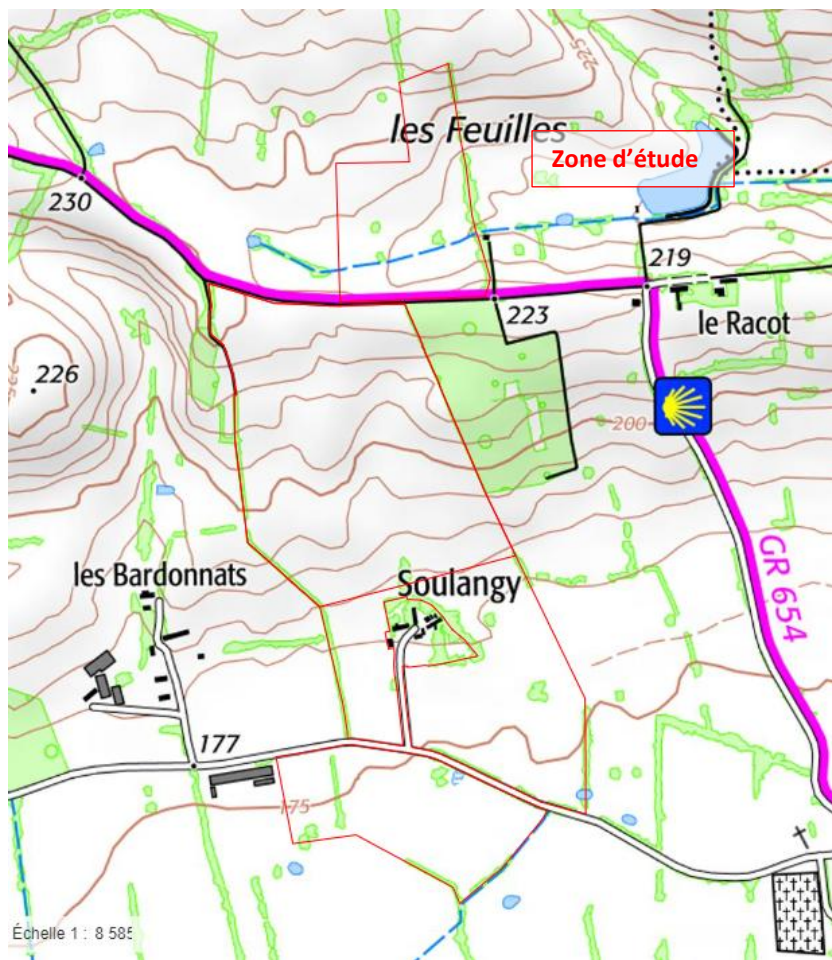 225
les Feuilles
Zone d'étude
230
219
223
le Racot
226
200
GR 654
les Bardonnats
Soulangy
177
175
Échelle 1 : 8 585